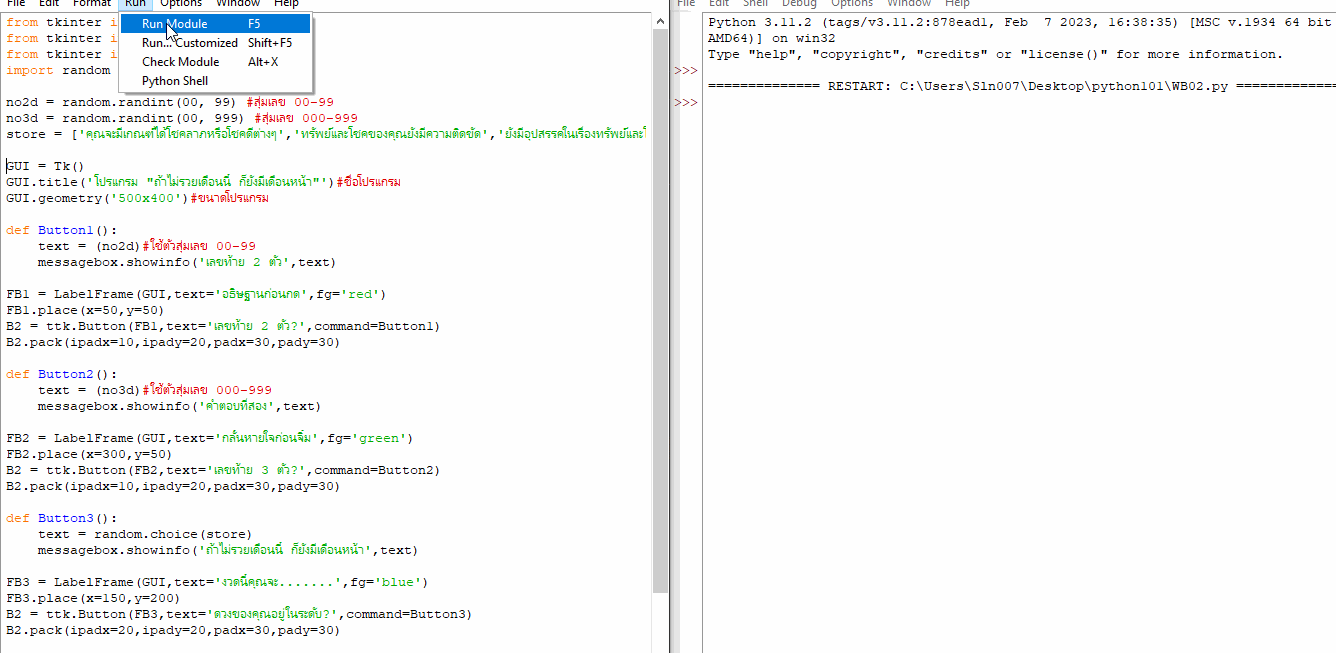 File Edit Format Run Options Window Help
from tkinter i
from tkinter i
from tkinter i
import random
Run Module F5
Run... Customized Shift+F5
Check Module Alt+X
Python Shell
no2d = random.randint(00, 99) #สุ่มเลข 00-99
no3d = random.randint(00, 999) #สุ่มเลข 000-999
store = ['คุณจะมีเกณฑ์ได้โชคลาภหรือโชคดีต่างๆ','ทรัพย์และโชคของคุณยังมีความติดขัด','ยังมีอุปสรรคในเรื่องทรัพย์และ
GUI = Tk()
GUI.title('โปรแกรม "ถ้าไม่รวยเดือนนี้ ก็ยังมีเดือนหน้า"')#ชื่อโปรแกรม
GUI.geometry('500x400')#ขนาดโปรแกรม
def Button1():
    text = (no2d)#ใช้ตัวสุ่มเลข 00-99
    messagebox.showinfo('เลขท้าย 2 ตัว',text)
FB1 = LabelFrame(GUI,text='อธิษฐานก่อนกด',fg='red')
FB1.place(x=50,y=50)
B2 = ttk.Button(FB1,text='เลขท้าย 2 ตัว?',command=Button1)
B2.pack(ipadx=10,ipady=20,padx=30,pady=30)
def Button2():
    text = (no3d)#ใช้ตัวสุ่มเลข 000-999
    messagebox.showinfo('คำตอบที่สอง',text)
FB2 = LabelFrame(GUI,text='กลั้นหายใจก่อนจิ้ม',fg='green')
FB2.place(x=300,y=50)
B2 = ttk.Button(FB2,text='เลขท้าย 3 ตัว?',command=Button2)
B2.pack(ipadx=10,ipady=20,padx=30,pady=30)
def Button3():
    text = random.choice(store)
    messagebox.showinfo('ถ้าไม่รวยเดือนนี้ ก็ยังมีเดือนหน้า',text)
FB3 = LabelFrame(GUI,text='งวดนี้คุณจะ.......',fg='blue')
FB3.place(x=150,y=200)
B2 = ttk.Button(FB3,text='ดวงของคุณอยู่ในระดับ?',command=Button3)
B2.pack(ipadx=20,ipady=20,padx=30,pady=30)
File Edit Shell Debug Options Window Help
Python 3.11.2 (tags/v3.11.2:878ead1, Feb  7 2023, 16:38:35) [MSC v.1934 64 bit
AMD64)] on win32
Type "help", "copyright", "credits" or "license()" for more information.
>>>
============== RESTART: C:\Users\Sln007\Desktop\python101\WB02.py =============
>>>